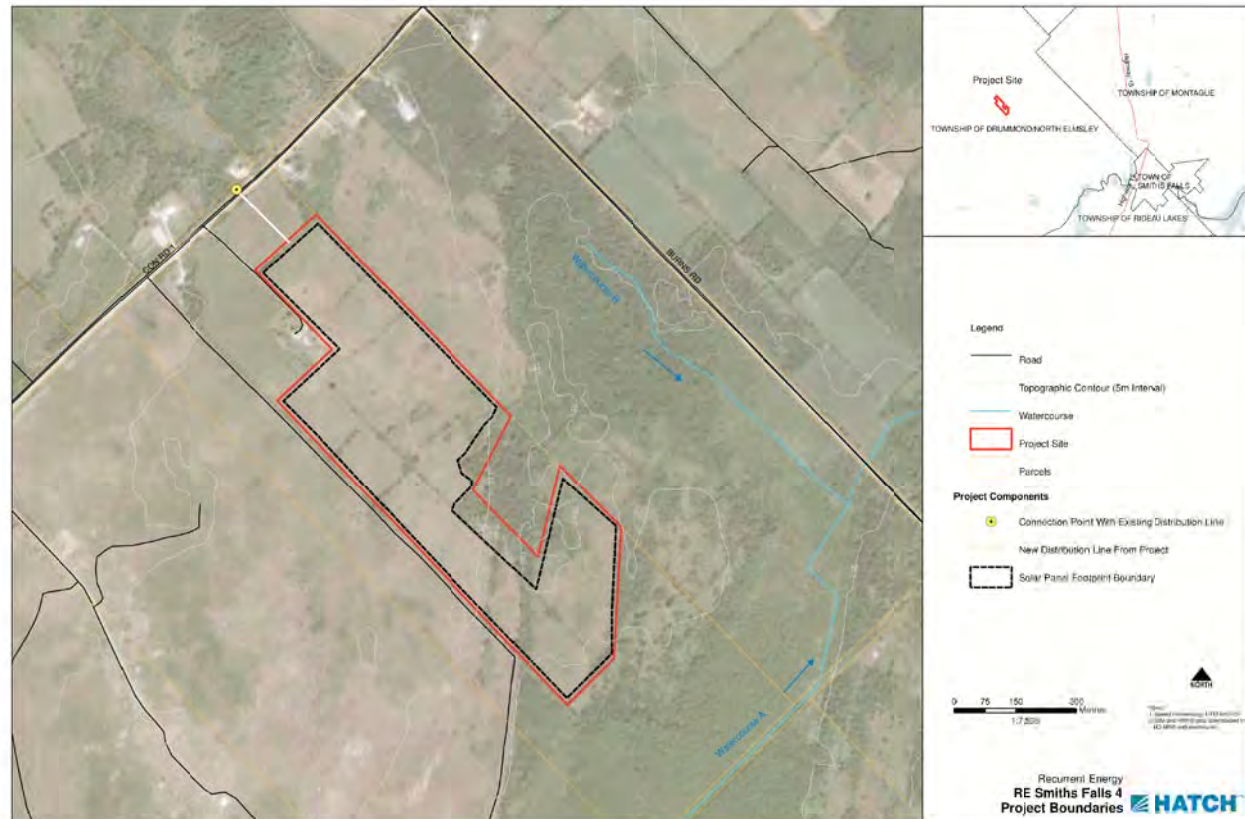 CON RD 1
BURNS RD
Watercourse B
Watercourse A
Project Site
TOWNSHIP OF MONTAGUE
TOWNSHIP OF DRUMMOND/NORTH ELMSLEY
TOWN OF
SMITHS FALLS
TOWNSHIP OF RIDEAU LAKES
Legend
Road
Topographic Contour (5m Interval)
Watercourse
Project Site
Parcels
Project Components
Connection Point With Existing Distribution Line
New Distribution Line From Project
Solar Panel Footprint Boundary
NORTH
0 75 150 300
Metres
Recurrent Energy
RE Smiths Falls 4
Project Boundaries
HATCH